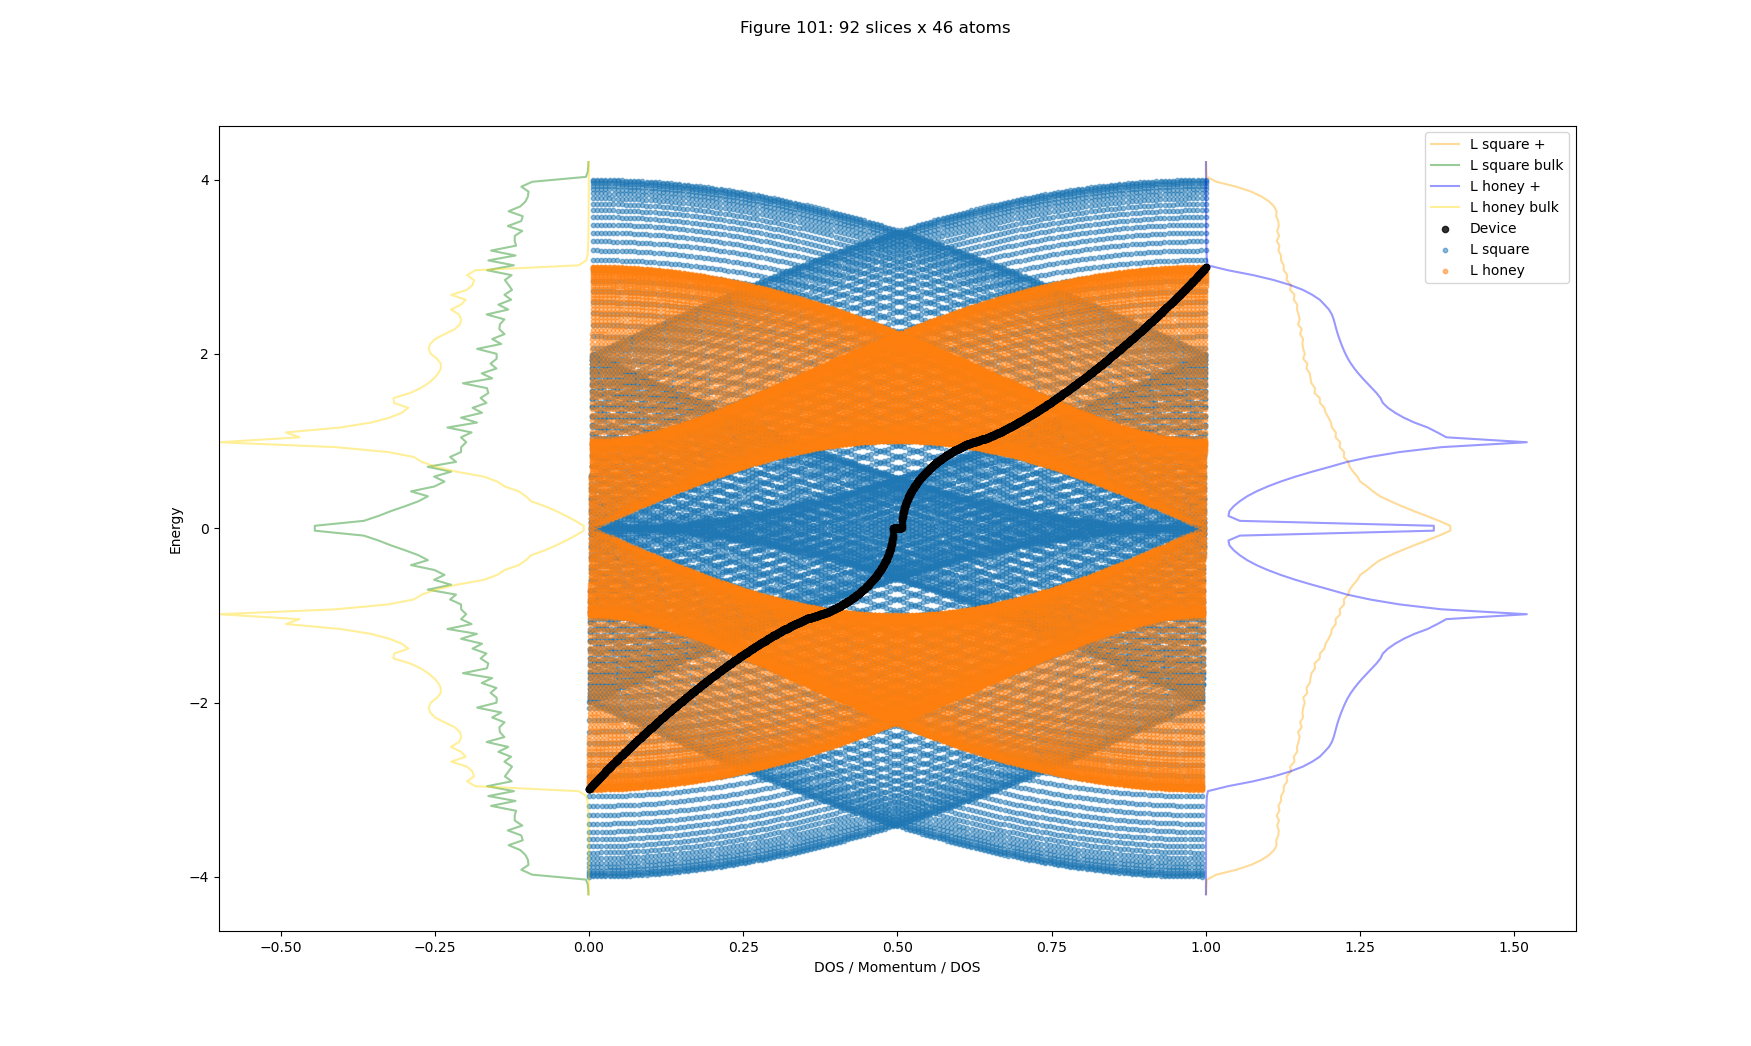 Figure 101: 92 slices x 46 atoms
L square +
L square bulk
L honey +
L honey bulk
Device
L square
L honey
Energy
4
2
0
−2
−4
−0.50
−0.25
0.00
0.25
0.50
0.75
1.00
1.25
1.50
DOS / Momentum / DOS